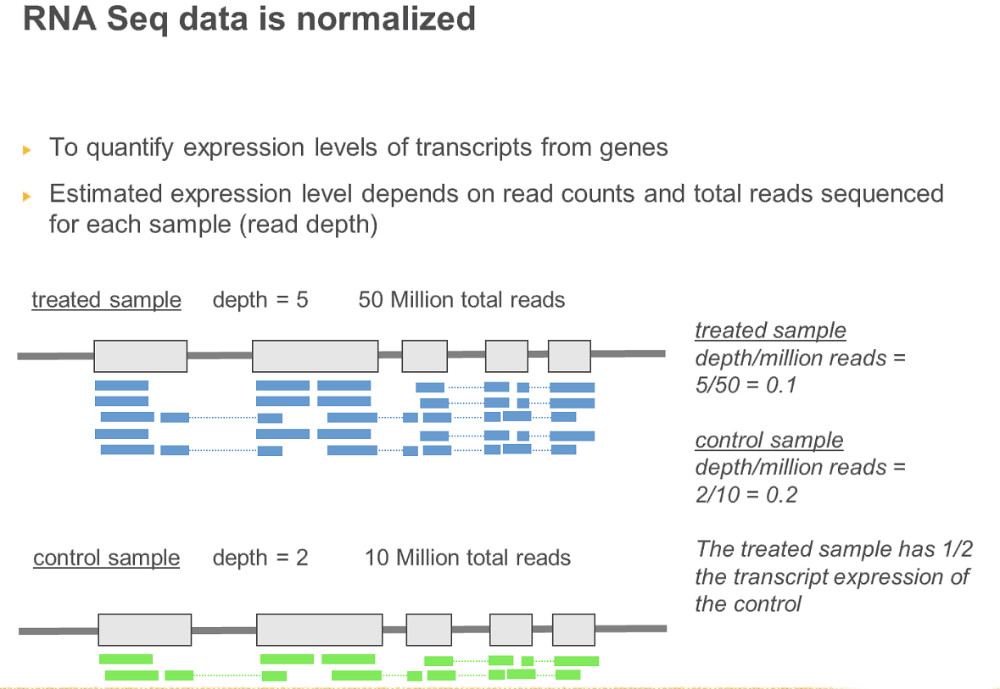 RNA Seq data is normalized
To quantify expression levels of transcripts from genes
Estimated expression level depends on read counts and total reads sequenced
for each sample (read depth)
treated sample depth = 5 50 Million total reads
treated sample
depth/million reads =
5/50 = 0.1
control sample
depth/million reads =
2/10 = 0.2
The treated sample has 1/2
the transcript expression of
the control
control sample depth = 2 10 Million total reads